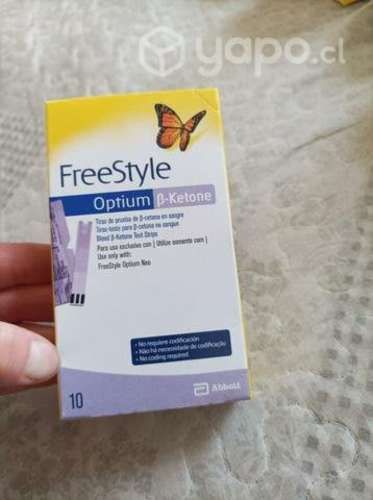 yapo.cl
FreeStyle
Optium β-Ketone
Tiras de prueba de β-cetona en sangre
Tiras-teste para β-cetona no sangue
Blood β-Ketone Test Strips
Para uso exclusivo con | Utilize somente com |
Use only with:
FreeStyle Optium Neo
• No requiere codificación
• Não há necessidade de codificação
• No coding required
10
Abbott